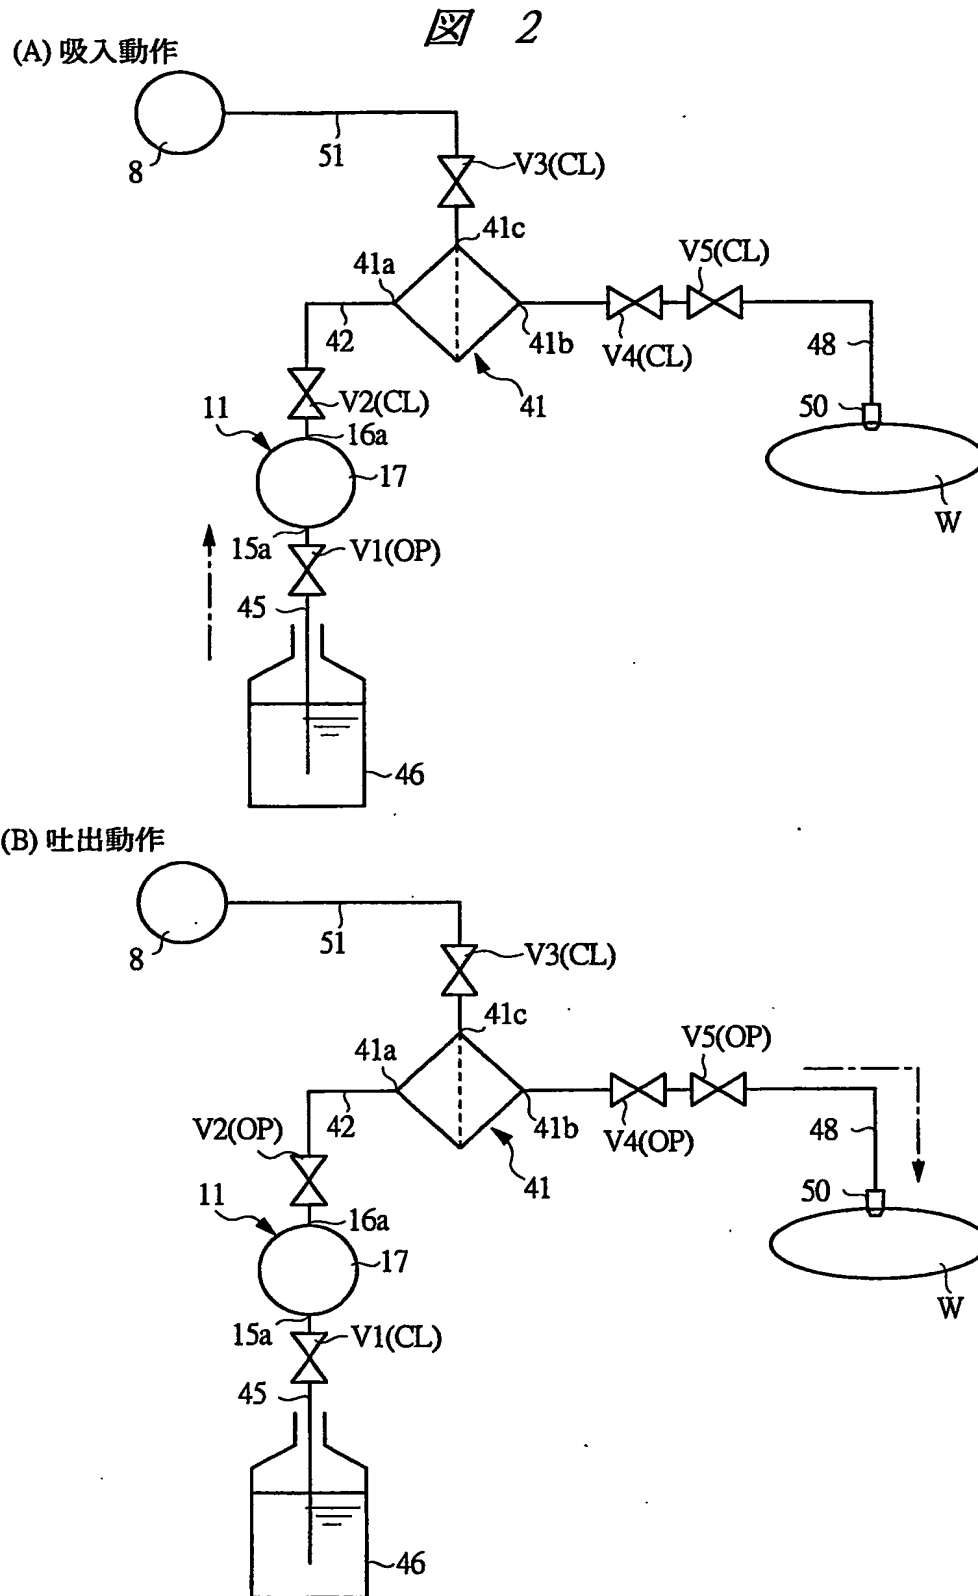 図 2
(A) 吸入動作
8
51
V3(CL)
41c
41a
V5(CL)
42
41b
V4(CL)
48
41
50
V2(CL)
11
16a
17
W
15a
V1(OP)
45
46
(B) 吐出動作
8
51
V3(CL)
41c
41a
V5(OP)
42
41b
V4(OP)
48
V2(OP)
41
50
11
16a
17
W
15a
V1(CL)
45
46